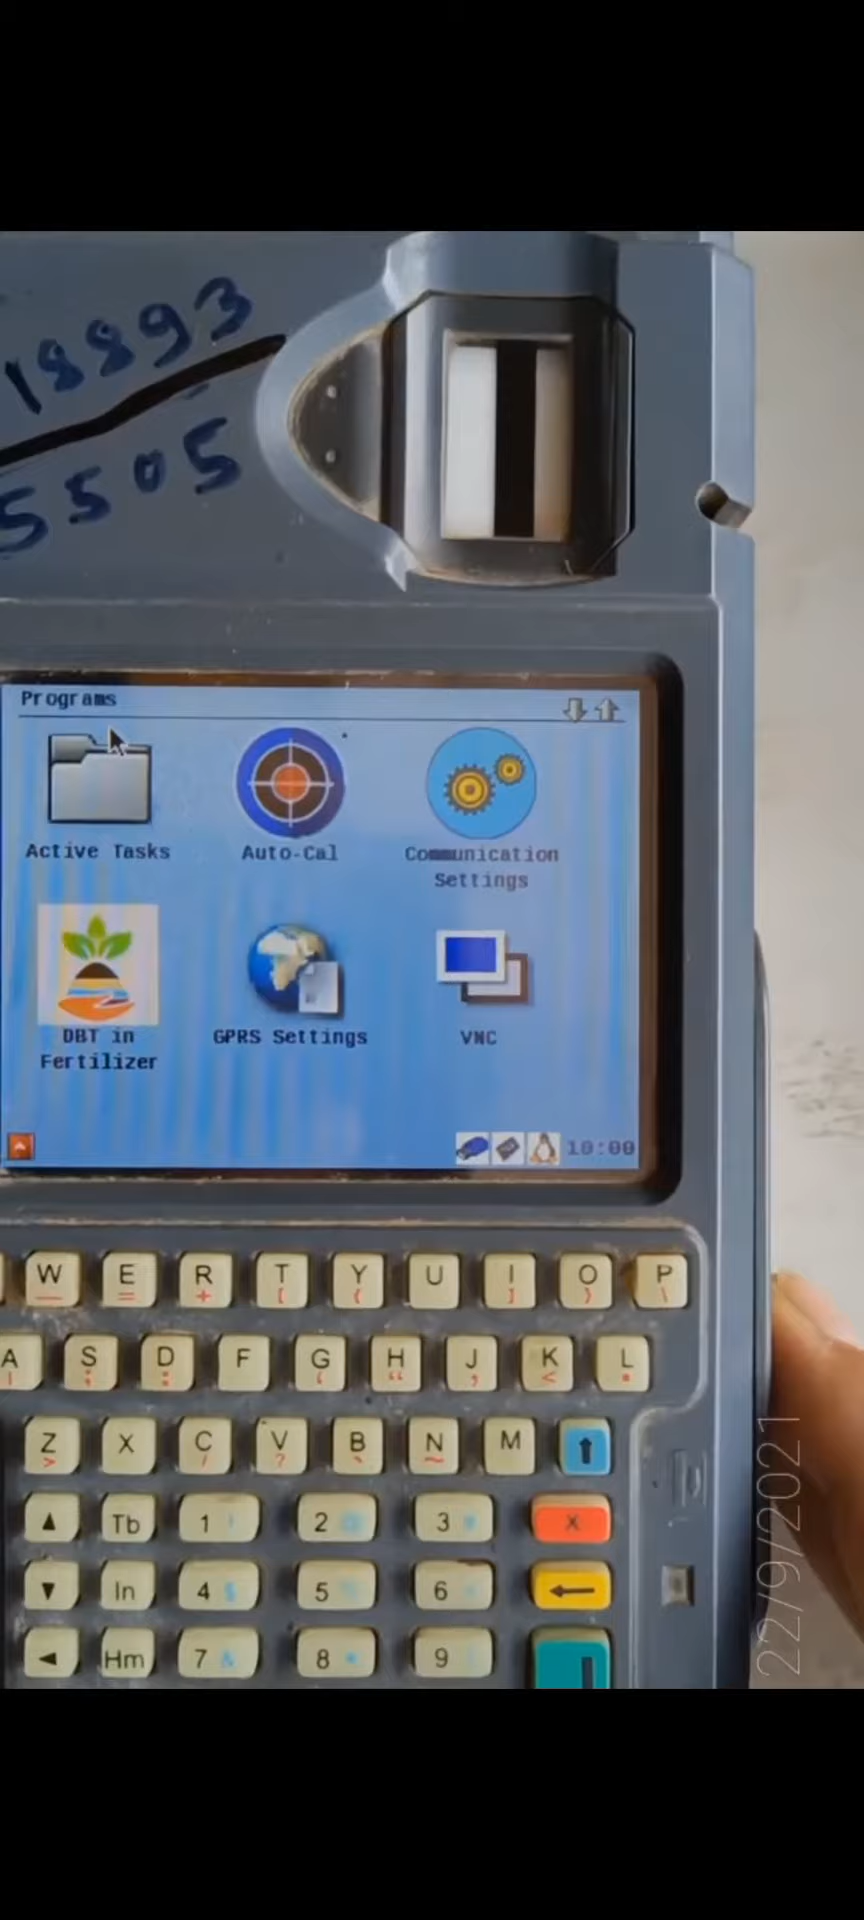 18893
5505
Programs
Active Tasks
Auto-Cal
Communication
Settings
DBT in
Fertilizer
GPRS Settings
VNC
10:00
W E R T Y U I O P
_ = + [ { ] } \
A S D F G H J K L
Z X C V B N M
> / ? ~
Tb 1 2 3 X
In 4 5 6
Hm 7 8 9
22/9/2021